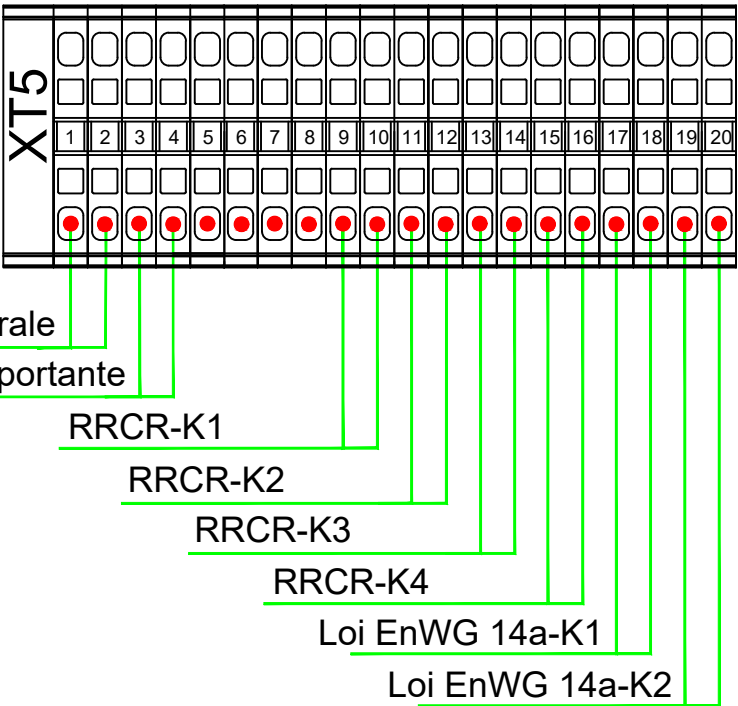 XT5
1 2 3 4 5 6 7 8 9 10 11 12 13 14 15 16 17 18 19 20
rale
portante
RRCR-K1
RRCR-K2
RRCR-K3
RRCR-K4
Loi EnWG 14a-K1
Loi EnWG 14a-K2